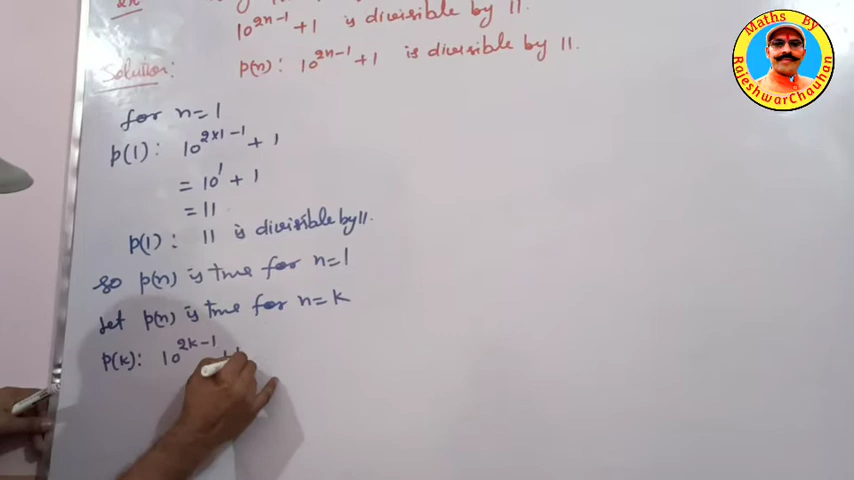 10^2n-1 + 1 is divisible by 11.
Solution: p(n): 10^2n-1 + 1 is divisible by 11.
for n=1
p(1): 10^2x1-1 + 1
= 10^1 + 1
= 11
p(1): 11 is divisible by 11.
so p(n) is true for n=1
Let p(n) is true for n=k
p(k): 10^2k-1 +
Maths By
RajeshwarChauhan